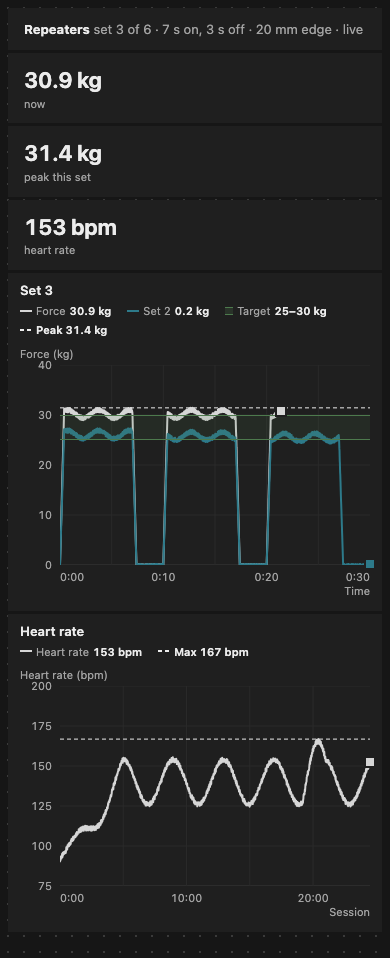 Repeaters set 3 of 6 · 7 s on, 3 s off · 20 mm edge · live
30.9 kg
now
31.4 kg
peak this set
153 bpm
heart rate
Set 3
Force 30.9 kg Set 2 0.2 kg Target 25–30 kg
Peak 31.4 kg
Force (kg)
40
30
20
10
0
0:00 0:10 0:20 0:30
Time
Heart rate
Heart rate 153 bpm Max 167 bpm
Heart rate (bpm)
200
175
150
125
100
75
0:00 10:00 20:00
Session